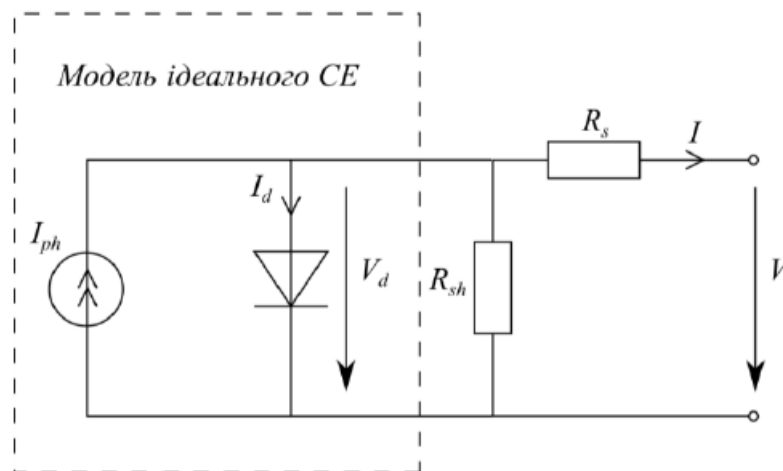 Модель ідеального СЕ
R_s
I
I_d
I_ph
V_d
R_sh
V